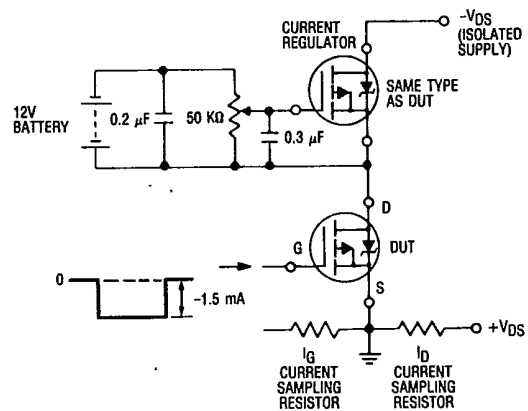 CURRENT
REGULATOR
-VDS
(ISOLATED
SUPPLY)
SAME TYPE
AS DUT
12V
BATTERY
0.2 μF
50 KΩ
0.3 μF
D
G
DUT
S
0
-1.5 mA
+VDS
IG
CURRENT
SAMPLING
RESISTOR
ID
CURRENT
SAMPLING
RESISTOR